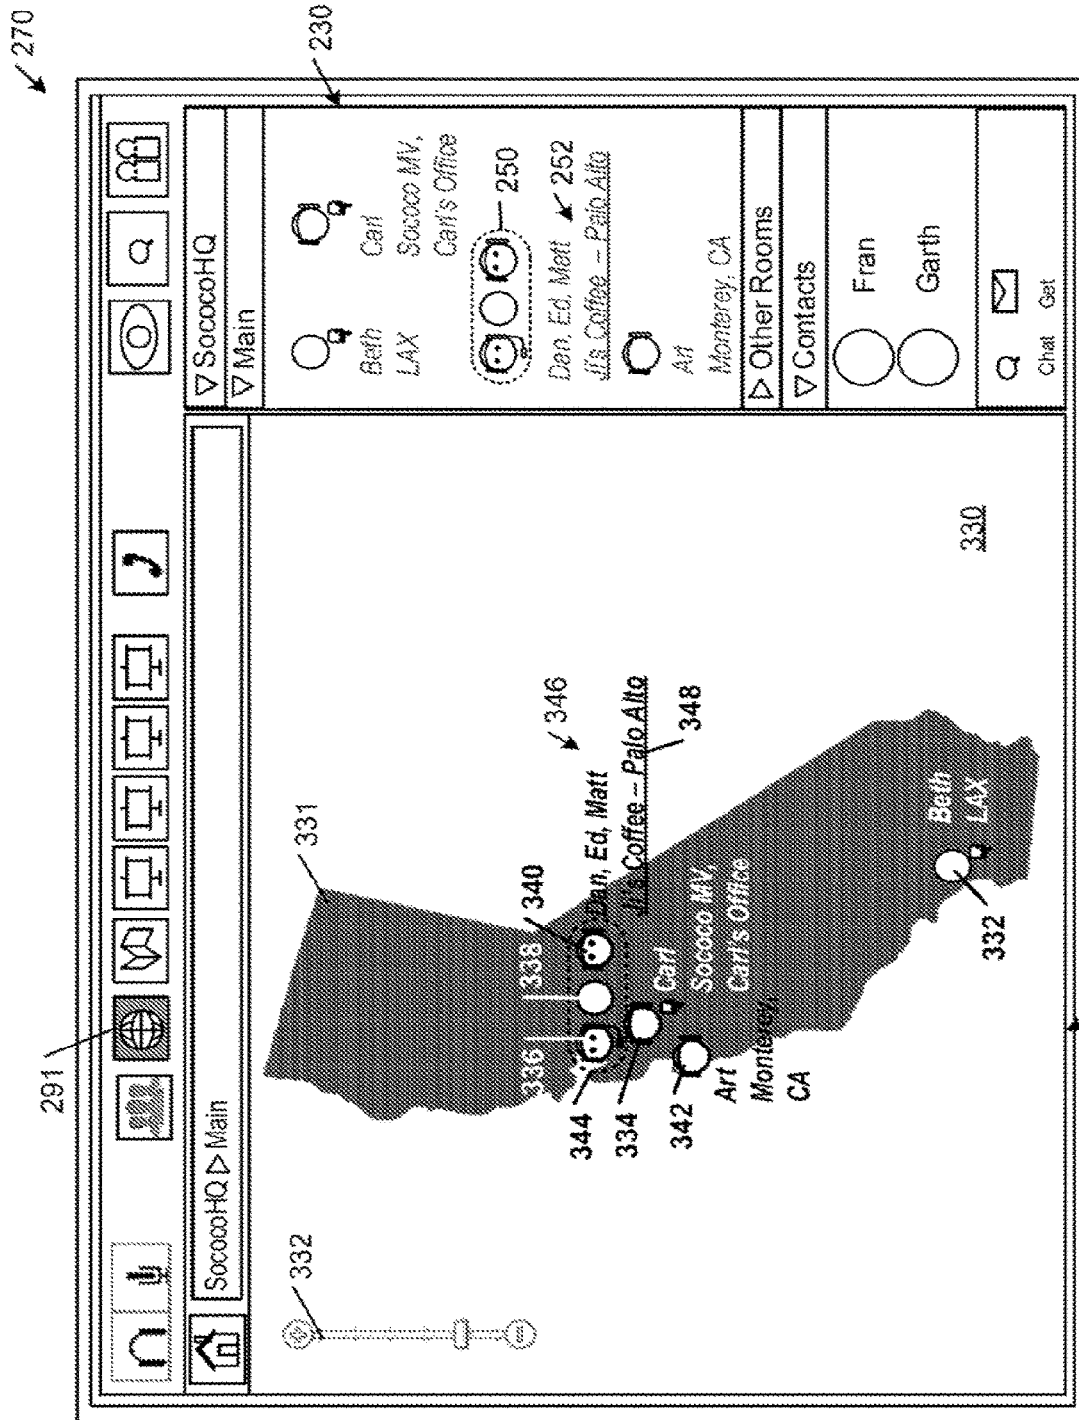 270
291
SococoHQ ▷ Main
▽ SococoHQ
▽ Main
230
Beth
LAX
Carl
Sococo MV,
Carl's Office
250
Dan, Ed, Matt
252
JJ's Coffee – Palo Alto
Art
Monterey, CA
▷ Other Rooms
▽ Contacts
Fran
Garth
Chat
Get
332
331
336
338
340
346
Dan, Ed, Matt
JJ's Coffee – Palo Alto
348
344
334
Carl
Sococo MV,
Carl's Office
342
Art
Monterey,
CA
Beth
LAX
332
330